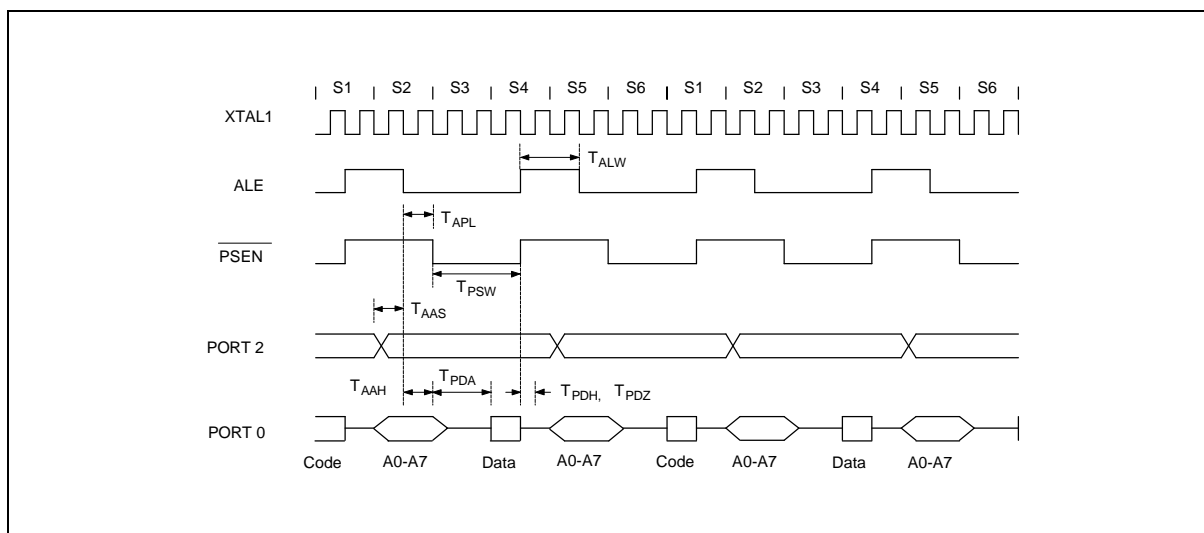 S1 S2 S3 S4 S5 S6 S1 S2 S3 S4 S5 S6
XTAL1
TALW
ALE
TAPL
PSEN
TPSW
TAAS
PORT 2
TAAH TPDA TPDH, TPDZ
PORT 0
Code A0-A7 Data A0-A7 Code A0-A7 Data A0-A7